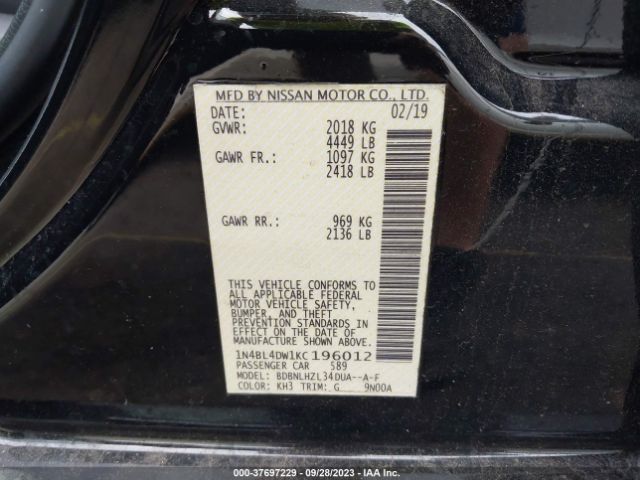 MFD BY NISSAN MOTOR CO., LTD.
DATE: 02/19
GVWR: 2018 KG
4449 LB
GAWR FR.: 1097 KG
2418 LB
GAWR RR.: 969 KG
2136 LB
THIS VEHICLE CONFORMS TO
ALL APPLICABLE FEDERAL
MOTOR VEHICLE SAFETY,
BUMPER, AND THEFT
PREVENTION STANDARDS IN
EFFECT ON THE DATE OF
MANUFACTURE SHOWN ABOVE.
1N4BL4DW1KC196012
PASSENGER CAR 589
MODEL: BDBNLHZL34DUA--A-F
COLOR: KH3 TRIM: G 9N00A
000-37697229 - 09/28/2023 - IAA Inc.